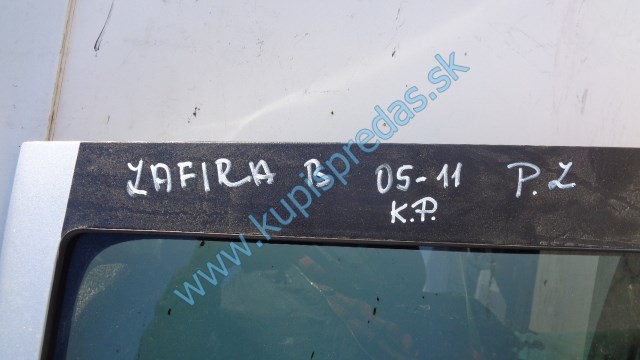 ZAFIRA B 05-11 P.Z
K.P.
www.kupispredas.sk